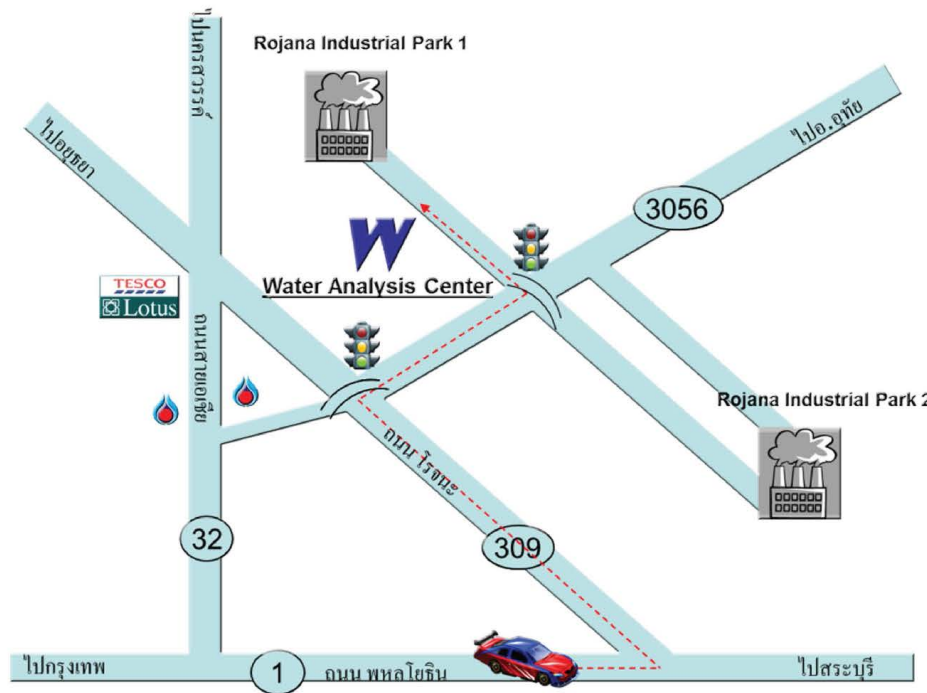 Rojana Industrial Park 1
ไปนครสวรรค์
ไปอยุธยา
ไปอ.อุทัย
3056
W
Water Analysis Center
TESCO
Lotus
ถนนสายเอเซีย
Rojana Industrial Park 2
ถนน โรจนะ
32
309
ไปกรุงเทพ
1
ถนน พหลโยธิน
ไปสระบุรี